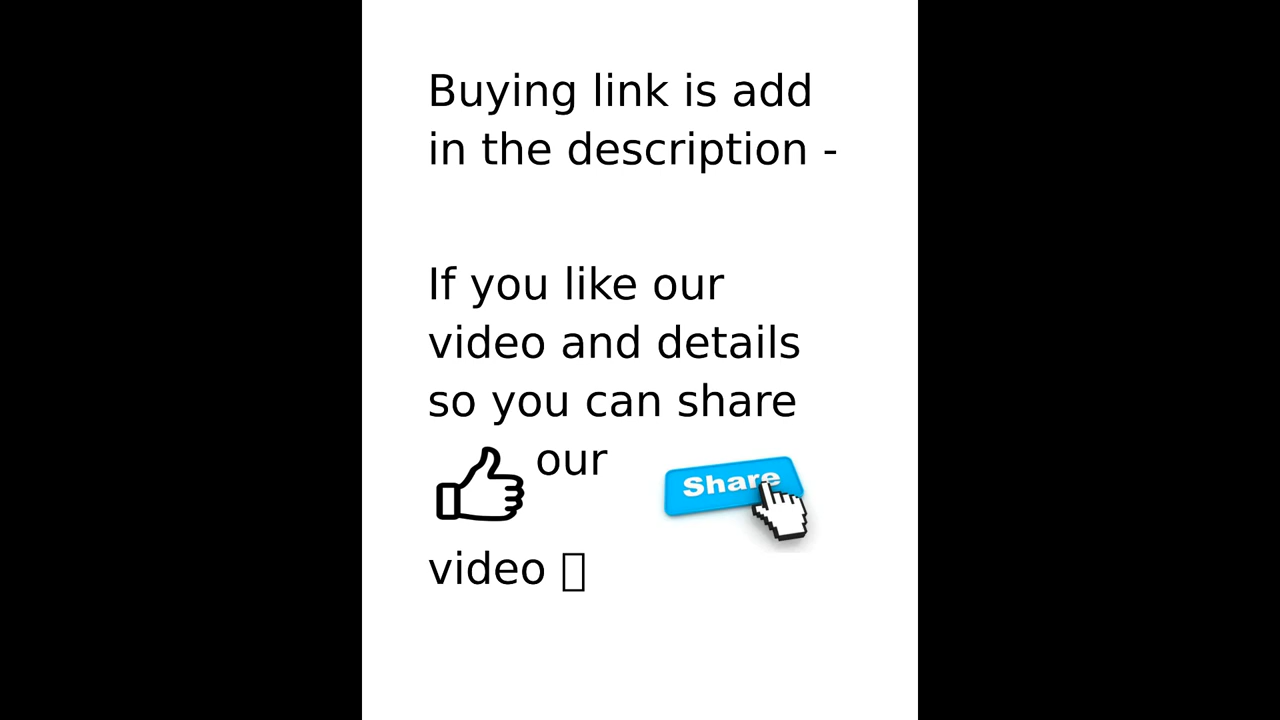 Buying link is add
in the description -
If you like our
video and details
so you can share
our
Share
video